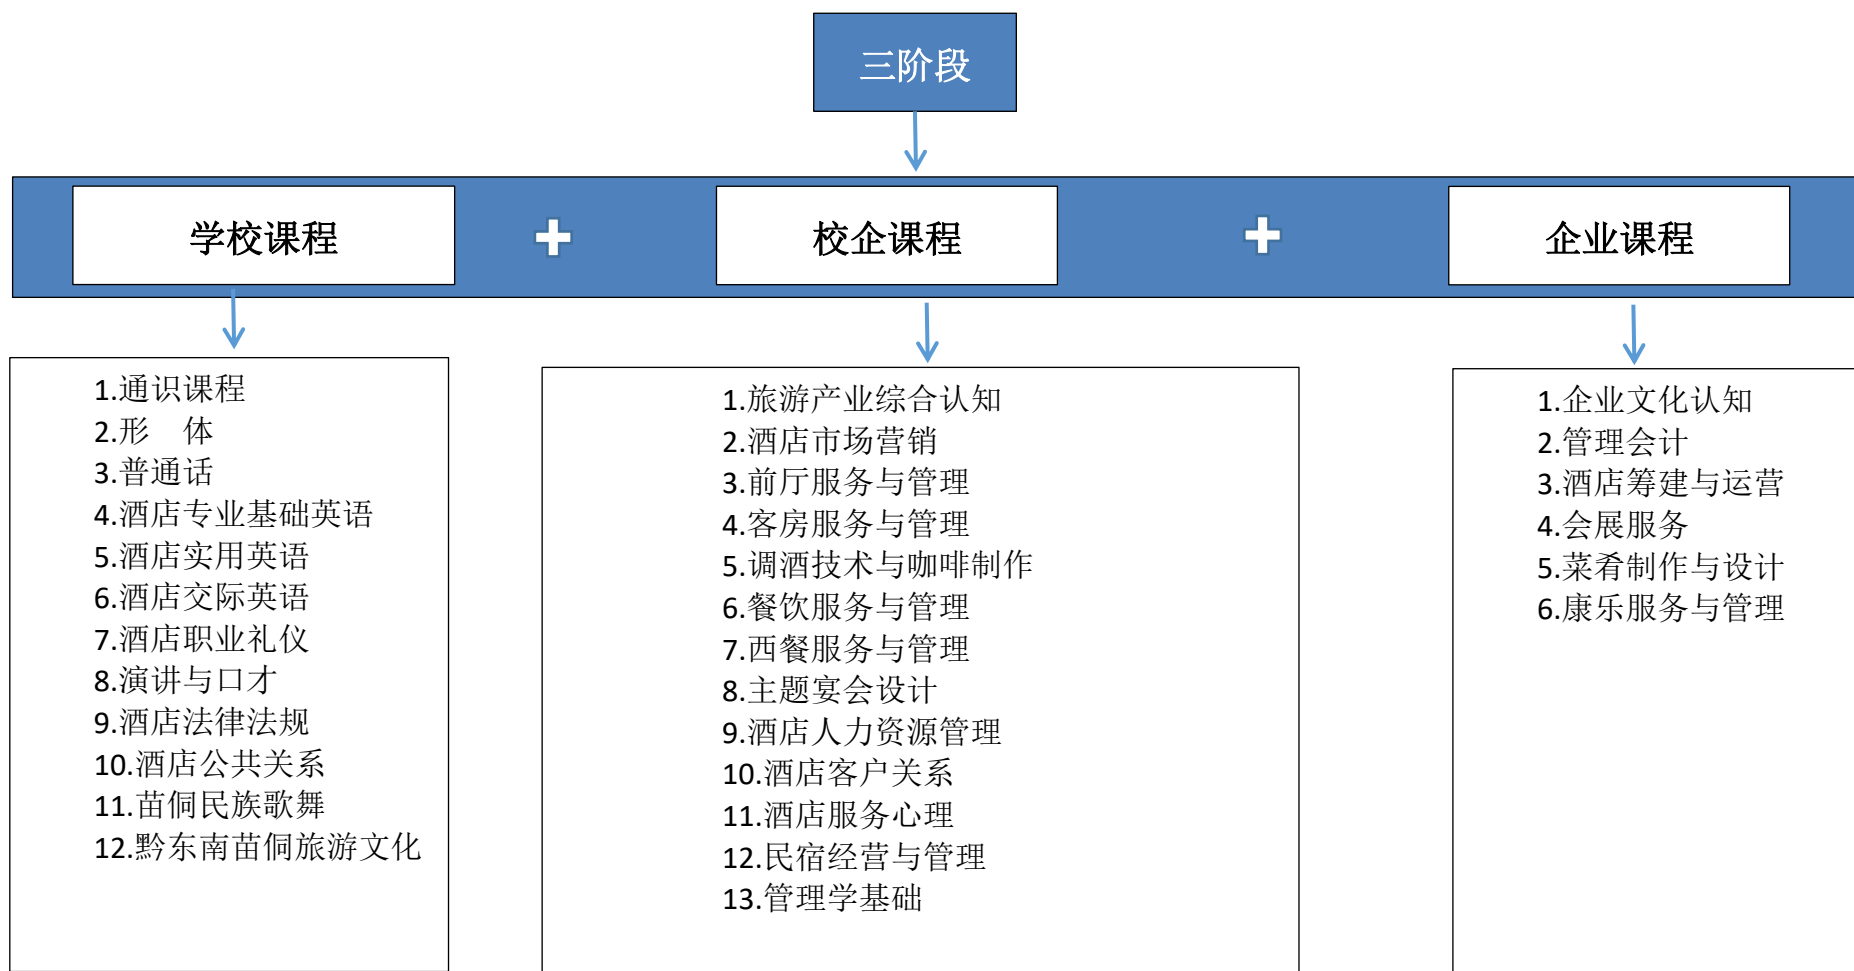 三阶段
学校课程
校企课程
企业课程
1.通识课程
2.形　体
3.普通话
4.酒店专业基础英语
5.酒店实用英语
6.酒店交际英语
7.酒店职业礼仪
8.演讲与口才
9.酒店法律法规
10.酒店公共关系
11.苗侗民族歌舞
12.黔东南苗侗旅游文化
1.旅游产业综合认知
2.酒店市场营销
3.前厅服务与管理
4.客房服务与管理
5.调酒技术与咖啡制作
6.餐饮服务与管理
7.西餐服务与管理
8.主题宴会设计
9.酒店人力资源管理
10.酒店客户关系
11.酒店服务心理
12.民宿经营与管理
13.管理学基础
1.企业文化认知
2.管理会计
3.酒店筹建与运营
4.会展服务
5.菜肴制作与设计
6.康乐服务与管理